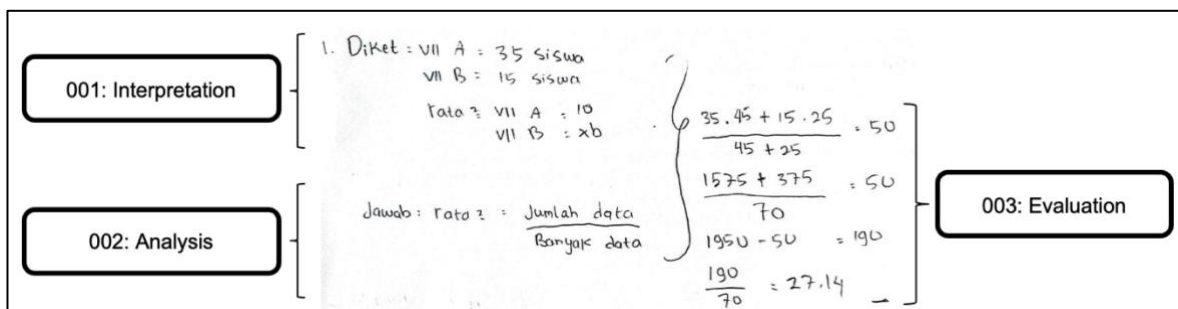 001: Interpretation
1. Diket : VII A = 35 siswa
VII B = 15 siswa
rata² VII A = 10
VII B = xb
002: Analysis
Jawab : rata² = Jumlah data
Banyak data
35.45 + 15.25 = 50
45 + 25
1575 + 375 = 50
70
1950 - 50 = 190
190 = 27.14
70
003: Evaluation